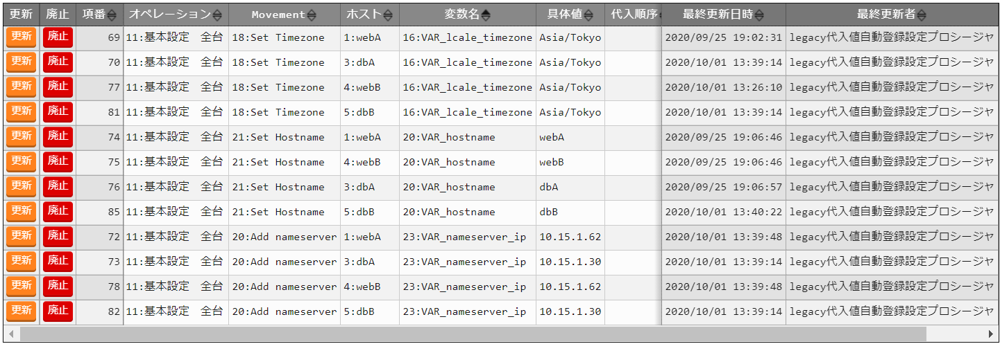 更新 廃止 項番 オペレーション Movement ホスト 変数名 具体値 代入順序 最終更新日時 最終更新者
更新 廃止 69 11:基本設定　全台 18:Set Timezone 1:webA 16:VAR_lcale_timezone Asia/Tokyo 2020/09/25 19:02:31 legacy代入値自動登録設定プロシージャ
更新 廃止 70 11:基本設定　全台 18:Set Timezone 3:dbA 16:VAR_lcale_timezone Asia/Tokyo 2020/10/01 13:39:14 legacy代入値自動登録設定プロシージャ
更新 廃止 77 11:基本設定　全台 18:Set Timezone 4:webB 16:VAR_lcale_timezone Asia/Tokyo 2020/10/01 13:26:10 legacy代入値自動登録設定プロシージャ
更新 廃止 81 11:基本設定　全台 18:Set Timezone 5:dbB 16:VAR_lcale_timezone Asia/Tokyo 2020/10/01 13:39:14 legacy代入値自動登録設定プロシージャ
更新 廃止 74 11:基本設定　全台 21:Set Hostname 1:webA 20:VAR_hostname webA 2020/09/25 19:06:46 legacy代入値自動登録設定プロシージャ
更新 廃止 75 11:基本設定　全台 21:Set Hostname 4:webB 20:VAR_hostname webB 2020/09/25 19:06:46 legacy代入値自動登録設定プロシージャ
更新 廃止 76 11:基本設定　全台 21:Set Hostname 3:dbA 20:VAR_hostname dbA 2020/09/25 19:06:57 legacy代入値自動登録設定プロシージャ
更新 廃止 85 11:基本設定　全台 21:Set Hostname 5:dbB 20:VAR_hostname dbB 2020/10/01 13:40:22 legacy代入値自動登録設定プロシージャ
更新 廃止 72 11:基本設定　全台 20:Add nameserver 1:webA 23:VAR_nameserver_ip 10.15.1.62 2020/10/01 13:39:48 legacy代入値自動登録設定プロシージャ
更新 廃止 73 11:基本設定　全台 20:Add nameserver 3:dbA 23:VAR_nameserver_ip 10.15.1.30 2020/10/01 13:39:14 legacy代入値自動登録設定プロシージャ
更新 廃止 78 11:基本設定　全台 20:Add nameserver 4:webB 23:VAR_nameserver_ip 10.15.1.62 2020/10/01 13:39:48 legacy代入値自動登録設定プロシージャ
更新 廃止 82 11:基本設定　全台 20:Add nameserver 5:dbB 23:VAR_nameserver_ip 10.15.1.30 2020/10/01 13:39:14 legacy代入値自動登録設定プロシージャ